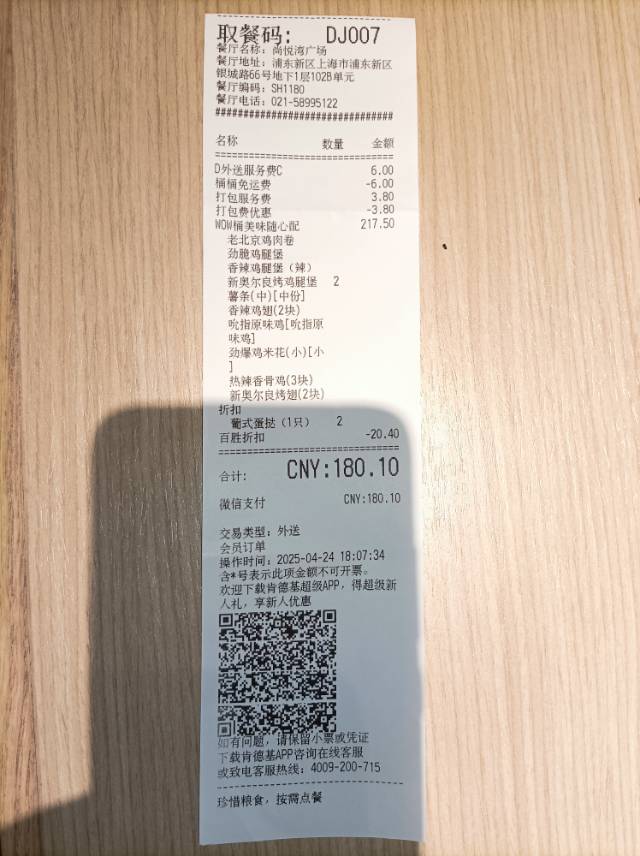 取餐码: DJ007
餐厅名称：尚悦湾广场
餐厅地址：浦东新区上海市浦东新区
银城路66号地下1层102B单元
餐厅编码：SH1180
餐厅电话：021-58995122
################################
名称 数量 金额
================================
D外送服务费C 6.00
桶桶免运费 -6.00
打包服务费 3.80
打包费优惠 -3.80
WOW桶美味随心配 217.50
老北京鸡肉卷
劲脆鸡腿堡
香辣鸡腿堡（辣）
新奥尔良烤鸡腿堡 2
薯条(中)[中份]
香辣鸡翅(2块)
吮指原味鸡[吮指原
味鸡]
劲爆鸡米花(小)[小
]
热辣香骨鸡(3块)
新奥尔良烤翅(2块)
折扣
葡式蛋挞（1只） 2
百胜折扣 -20.40
================================
合计: CNY:180.10
微信支付 CNY:180.10
交易类型：外送
会员订单
操作时间：2025-04-24 18:07:34
含*号表示此项金额不可开票。
欢迎下载肯德基超级APP，得超级新
人礼，享新人优惠
如有问题，请保留小票或凭证
下载肯德基APP咨询在线客服
或致电客服热线：4009-200-715
--------------------------------
珍惜粮食，按需点餐